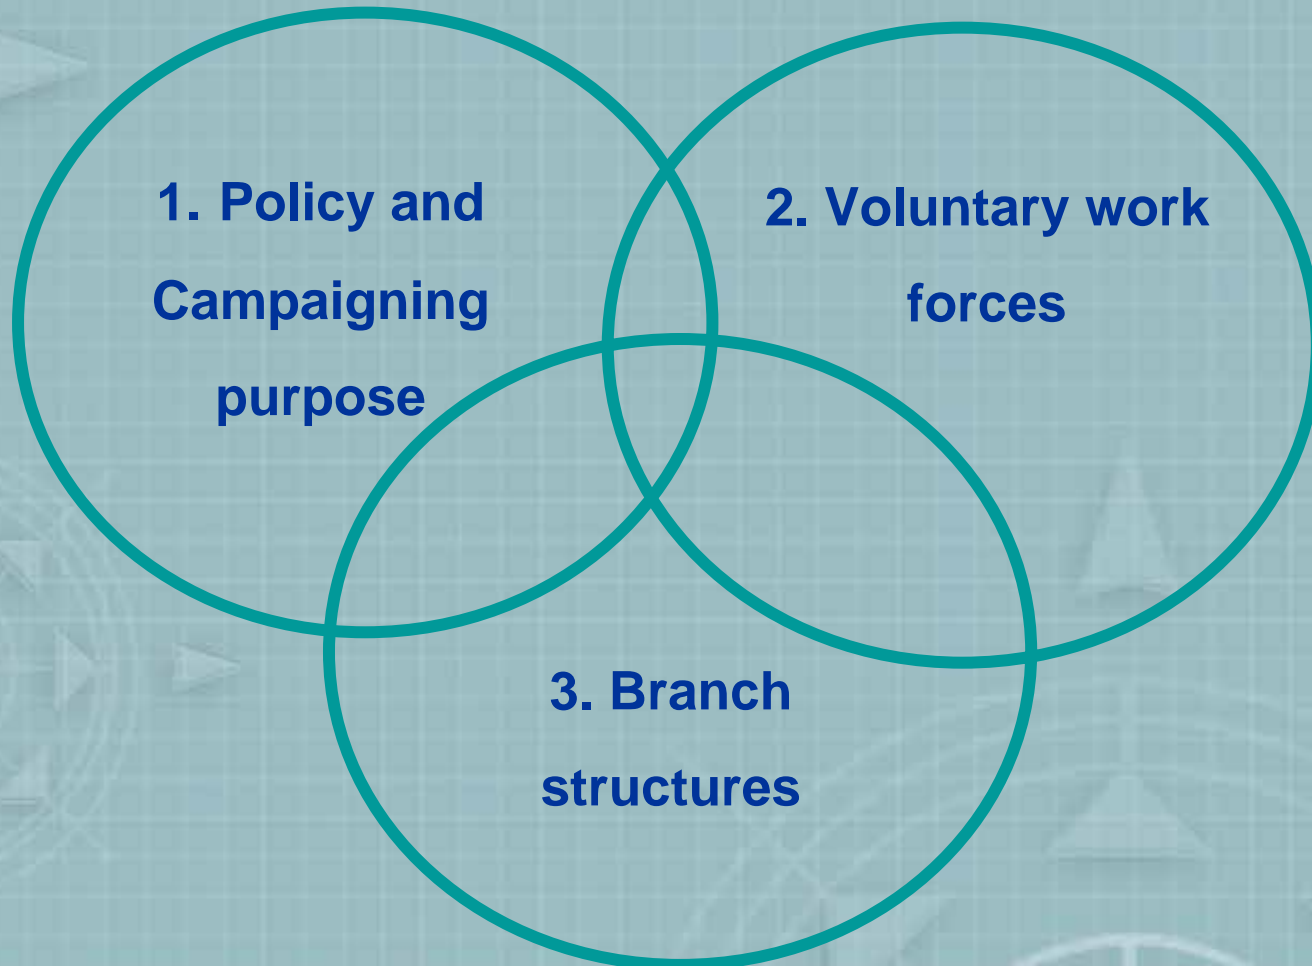 1. Policy and
Campaigning
purpose
2. Voluntary work
forces
3. Branch
structures